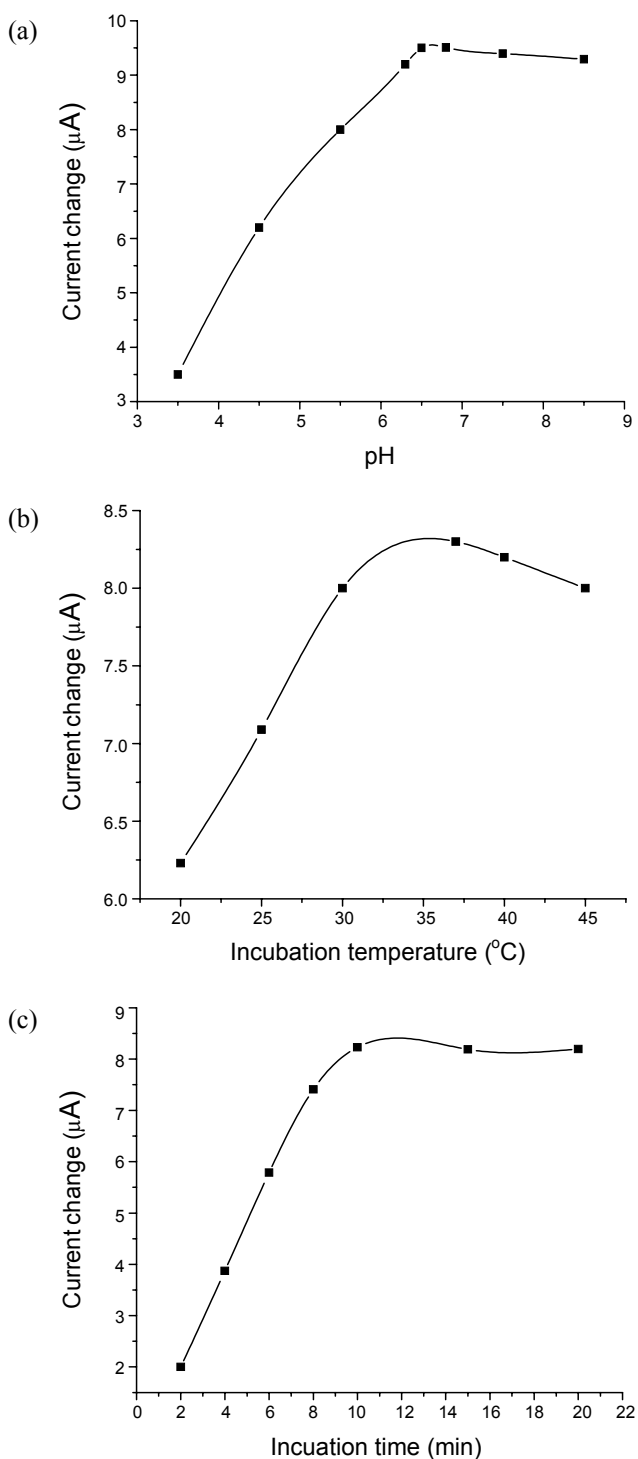 (a)
10
9
8
7
6
5
4
3
Current change (μA)
3 4 5 6 7 8 9
pH
(b)
8.5
8.0
7.5
7.0
6.5
6.0
Current change (μA)
20 25 30 35 40 45
Incubation temperature (°C)
(c)
9
8
7
6
5
4
3
2
Current change (μA)
0 2 4 6 8 10 12 14 16 18 20 22
Incuation time (min)